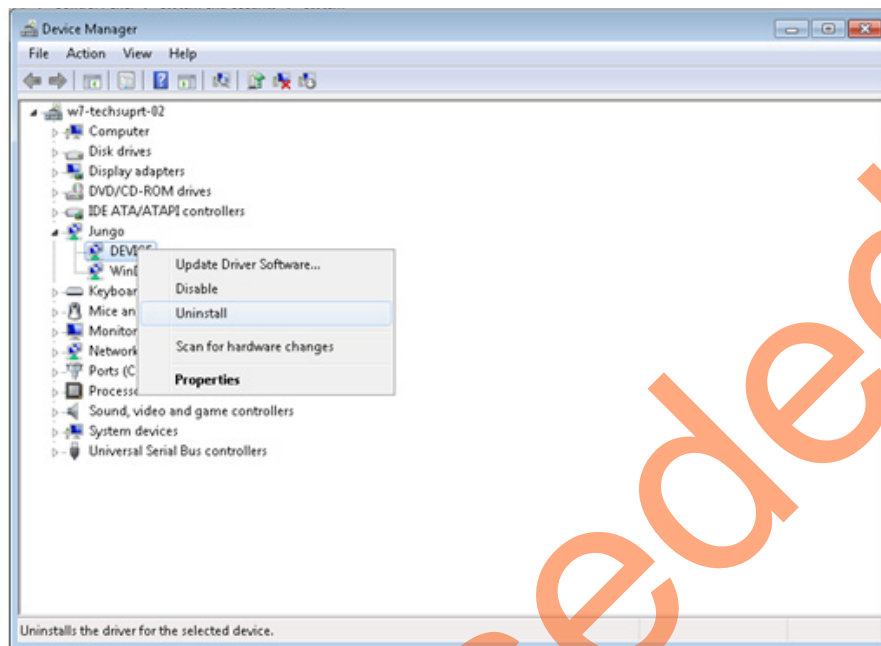 Device Manager
File Action View Help
w7-techsuprt-02
Computer
Disk drives
Display adapters
DVD/CD-ROM drives
IDE ATA/ATAPI controllers
Jungo
Update Driver Software...
Disable
Uninstall
Scan for hardware changes
Properties
Sound, video and game controllers
System devices
Universal Serial Bus controllers
Uninstalls the driver for the selected device.